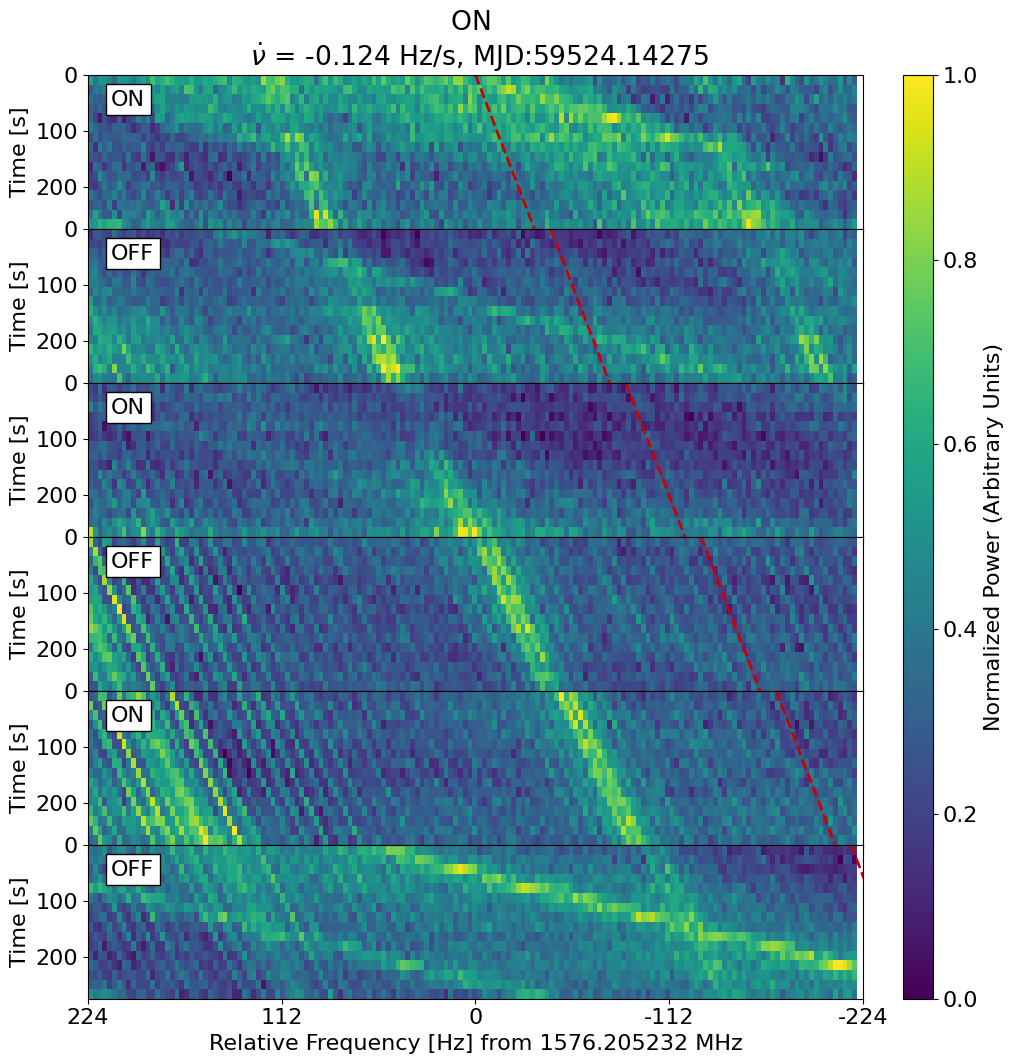 ON
ν̇ = -0.124 Hz/s, MJD:59524.14275
0
ON
100
Time [s]
200
0
OFF
100
Time [s]
200
0
ON
100
Time [s]
200
0
OFF
100
Time [s]
200
0
ON
100
Time [s]
200
0
OFF
100
Time [s]
200
224 112 0 -112 -224
Relative Frequency [Hz] from 1576.205232 MHz
1.0
0.8
0.6
0.4
0.2
0.0
Normalized Power (Arbitrary Units)